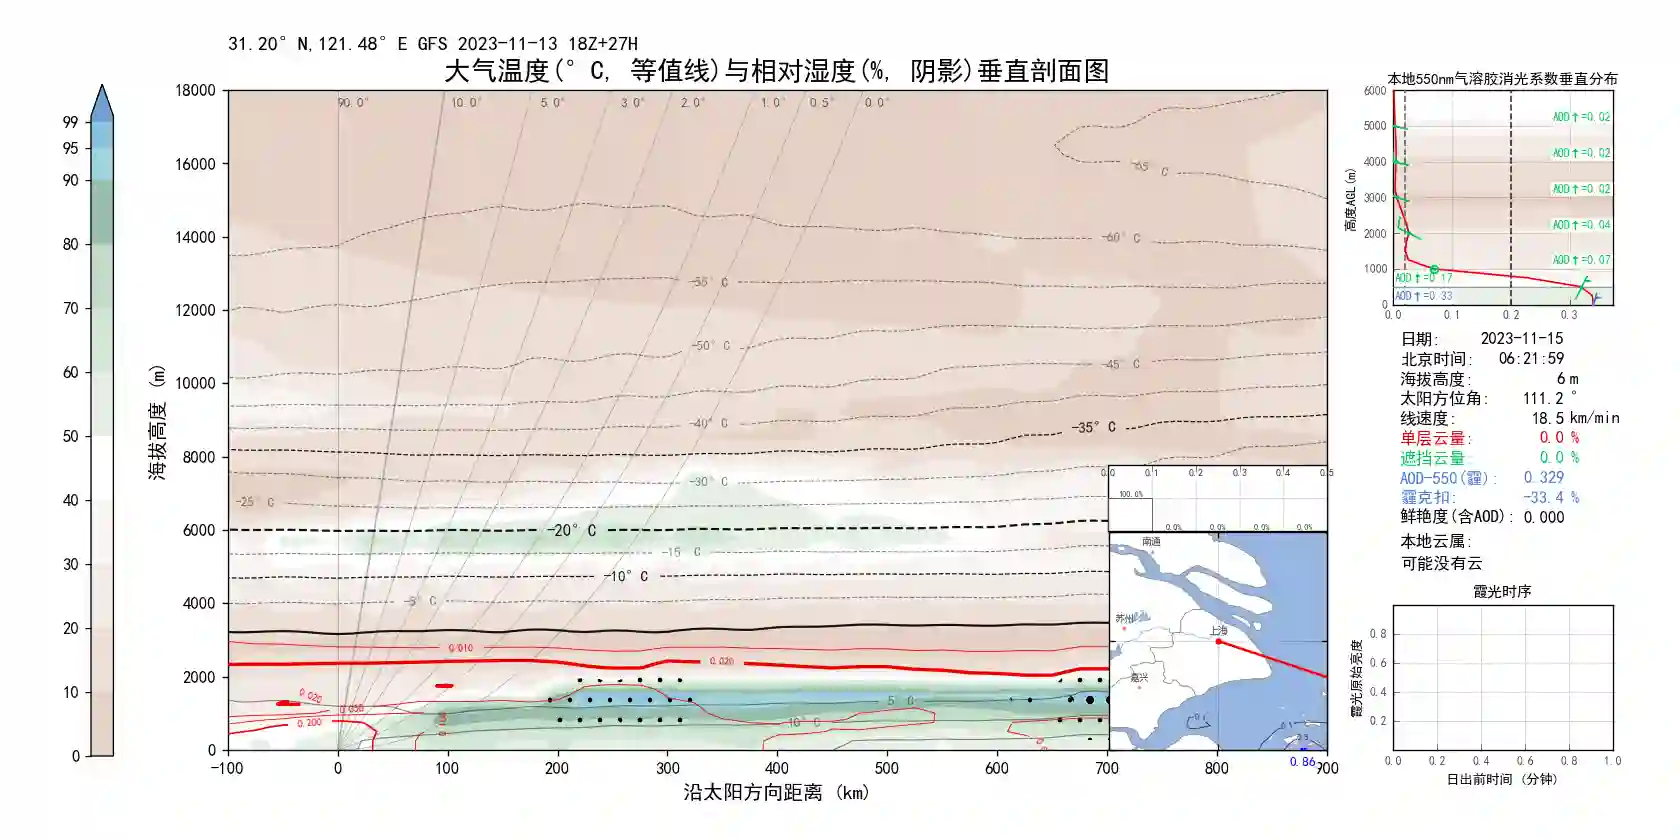 31.20° N,121.48° E GFS 2023-11-13 18Z+27H
大气温度(° C, 等值线)与相对湿度(%, 阴影)垂直剖面图
99
95
90
80
70
60
50
40
30
20
10
0
海拔高度 (m)
18000
16000
14000
12000
10000
8000
6000
4000
2000
0
90.0°
10.0°
5.0°
3.0°
2.0°
1.0°
0.5°
0.0°
-65° C
-60° C
-55° C
-50° C
-45° C
-40° C
-35° C
-30° C
-25° C
-20° C
-15° C
-10° C
-5° C
0.010
0.020
0.020
0.050
0.200
5° C
10° C
-100
0
100
200
300
400
500
600
700
800
900
沿太阳方向距离 (km)
0.0
0.1
0.2
0.3
0.4
0.5
100.0%
0.0%
0.0%
0.0%
0.0%
南通
苏州
上海
嘉兴
0.86
本地550nm气溶胶消光系数垂直分布
高度AGL(m)
6000
5000
4000
3000
2000
1000
0
AOD↑=0.02
AOD↑=0.02
AOD↑=0.02
AOD↑=0.04
AOD↑=0.07
AOD↑=0.17
AOD↑=0.33
0.0
0.1
0.2
0.3
日期: 2023-11-15
北京时间: 06:21:59
海拔高度: 6 m
太阳方位角: 111.2 °
线速度: 18.5 km/min
单层云量: 0.0 %
遮挡云量: 0.0 %
AOD-550(霾): 0.329
霾克扣: -33.4 %
鲜艳度(含AOD): 0.000
本地云属:
可能没有云
霞光时序
霞光原始亮度
0.8
0.6
0.4
0.2
0.0
0.2
0.4
0.6
0.8
1.0
日出前时间 (分钟)